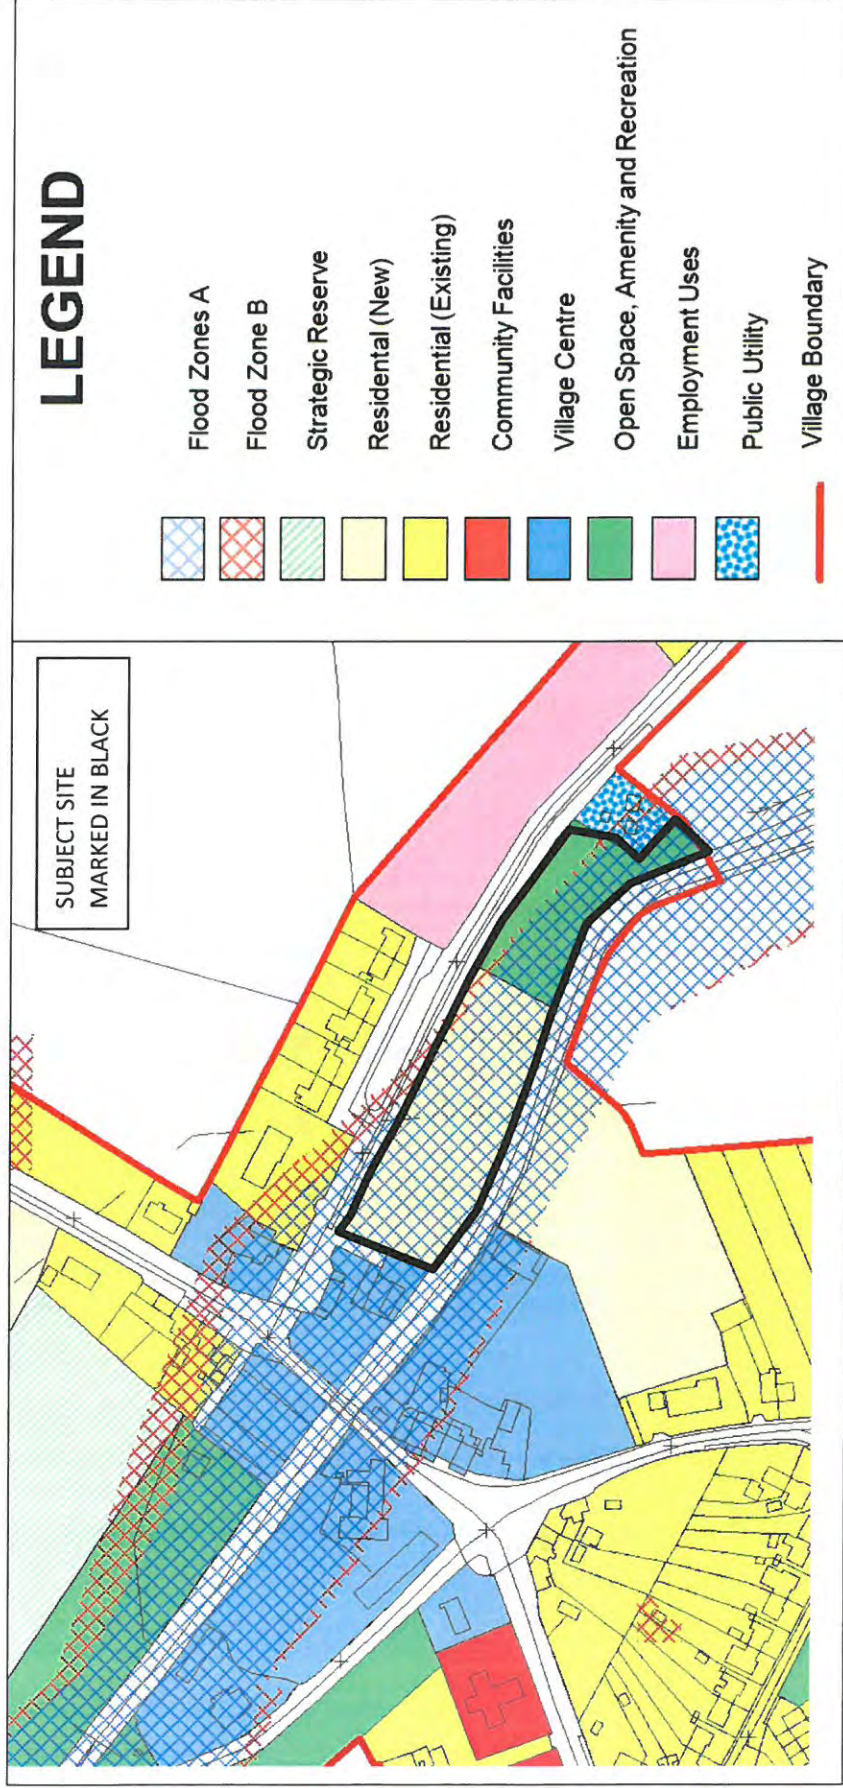 SUBJECT SITE
MARKED IN BLACK
LEGEND
Flood Zones A
Flood Zone B
Strategic Reserve
Residental (New)
Residential (Existing)
Community Facilities
Village Centre
Open Space, Amenity and Recreation
Employment Uses
Public Utility
Village Boundary